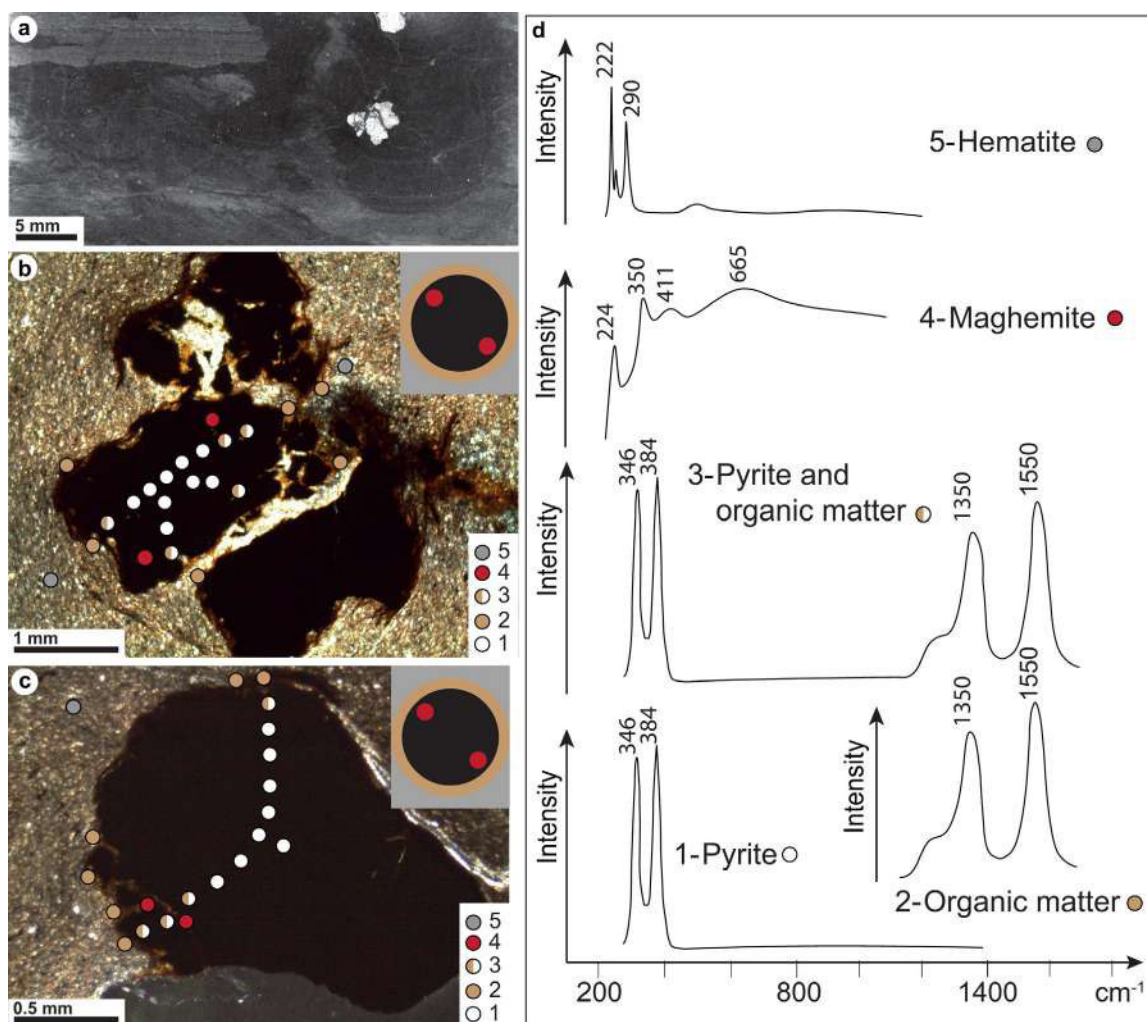 a
5 mm
b
5
4
3
2
1
1 mm
c
5
4
3
2
1
0.5 mm
d
Intensity
222
290
5-Hematite
Intensity
224
350
411
665
4-Maghemite
Intensity
346
384
3-Pyrite and
organic matter
1350
1550
Intensity
346
384
1-Pyrite
Intensity
1350
1550
2-Organic matter
200
800
1400
cm-1